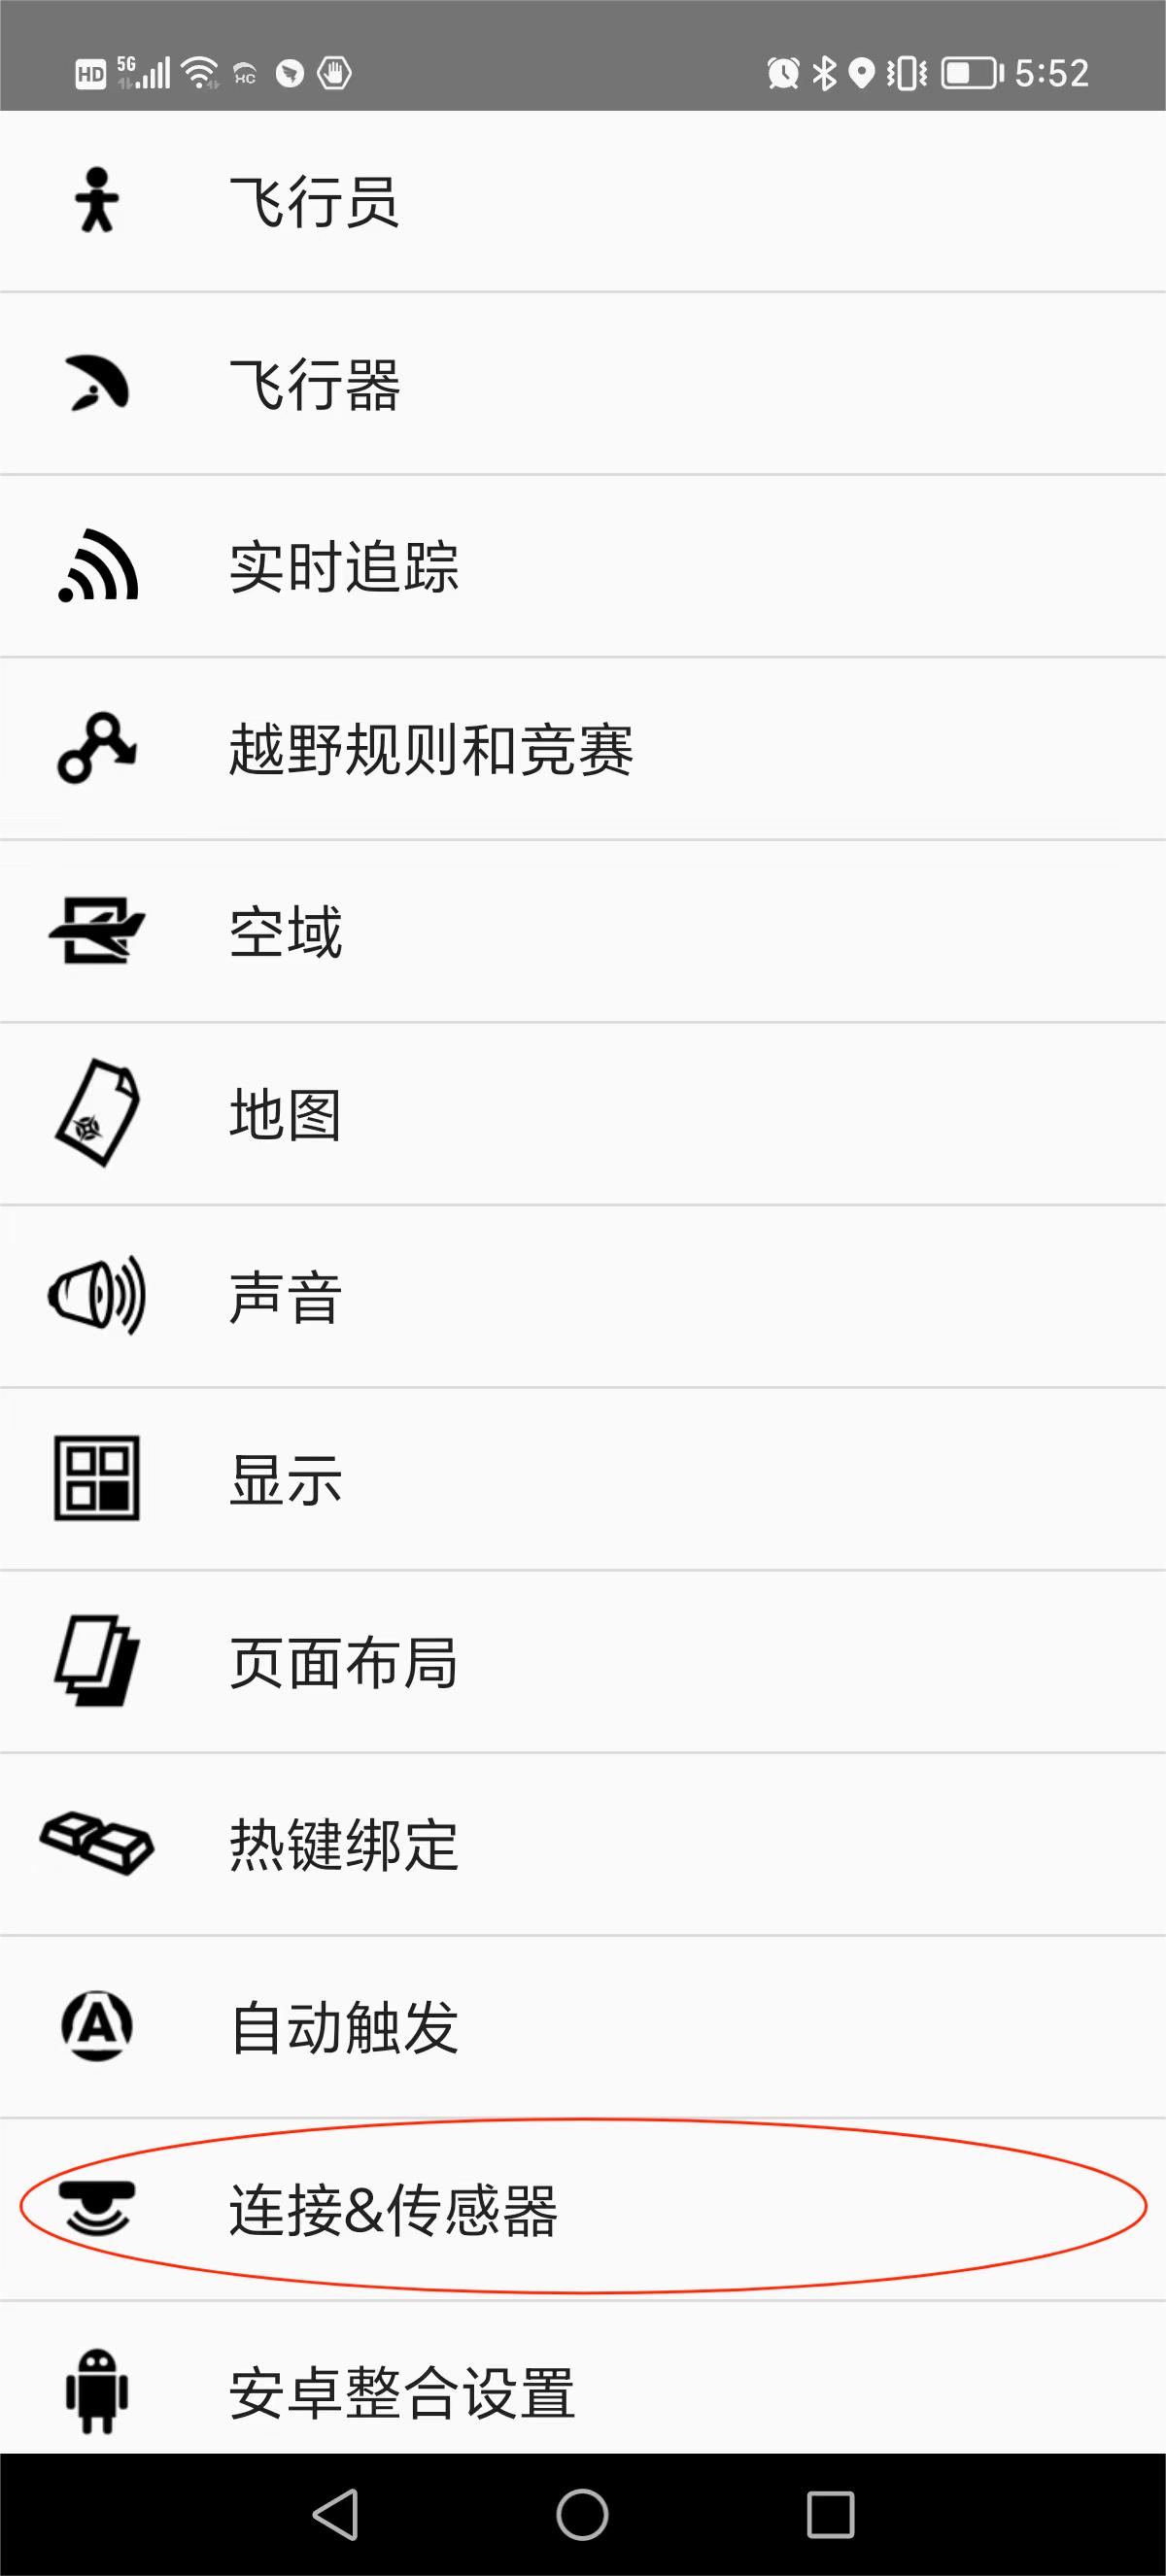 HD 5G XC 5:52
飞行员
飞行器
实时追踪
越野规则和竞赛
空域
地图
声音
显示
页面布局
热键绑定
A 自动触发
连接&传感器
安卓整合设置